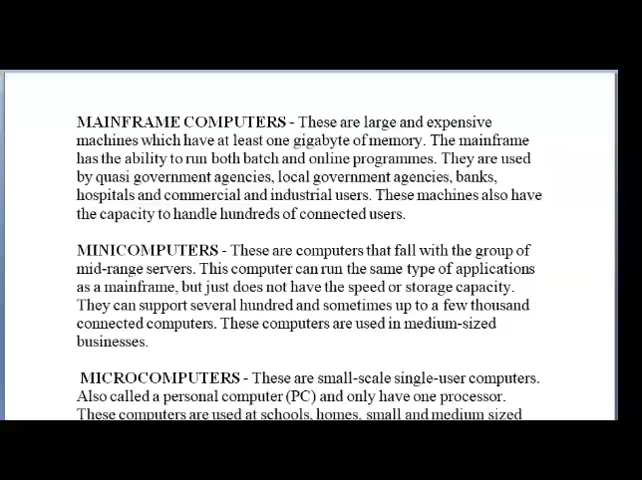 MAINFRAME COMPUTERS - These are large and expensive
machines which have at least one gigabyte of memory. The mainframe
has the ability to run both batch and online programmes. They are used
by quasi government agencies, local government agencies, banks,
hospitals and commercial and industrial users. These machines also have
the capacity to handle hundreds of connected users.
MINICOMPUTERS - These are computers that fall with the group of
mid-range servers. This computer can run the same type of applications
as a mainframe, but just does not have the speed or storage capacity.
They can support several hundred and sometimes up to a few thousand
connected computers. These computers are used in medium-sized
businesses.
MICROCOMPUTERS - These are small-scale single-user computers.
Also called a personal computer (PC) and only have one processor.
These computers are used at schools, homes, small and medium sized